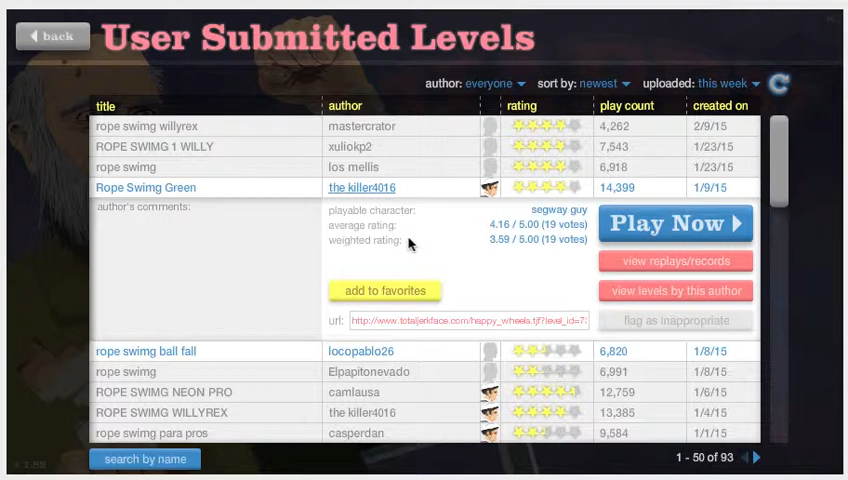 back
User Submitted Levels
author: everyone sort by: newest uploaded: this week
title author rating play count created on
rope swimg willyrex mastercrator 4,262 2/9/15
ROPE SWIMG 1 WILLY xuliokp2 7,543 1/23/15
rope swimg los mellis 6,918 1/23/15
Rope Swimg Green the killer4016 14,399 1/9/15
author's comments:
playable character: segway guy
average rating: 4.16 / 5.00 (19 votes)
weighted rating: 3.59 / 5.00 (19 votes)
Play Now
view replays/records
add to favorites
view levels by this author
url: http://www.totaljerkface.com/happy_wheels.tjf?level_id=7
flag as inappropriate
rope swimg ball fall locopablo26 6,820 1/8/15
rope swimg Elpapitonevado 6,991 1/8/15
ROPE SWIMG NEON PRO camlausa 12,759 1/6/15
ROPE SWIMG WILLYREX the killer4016 13,385 1/4/15
rope swimg para pros casperdan 9,584 1/1/15
search by name
1 - 50 of 93